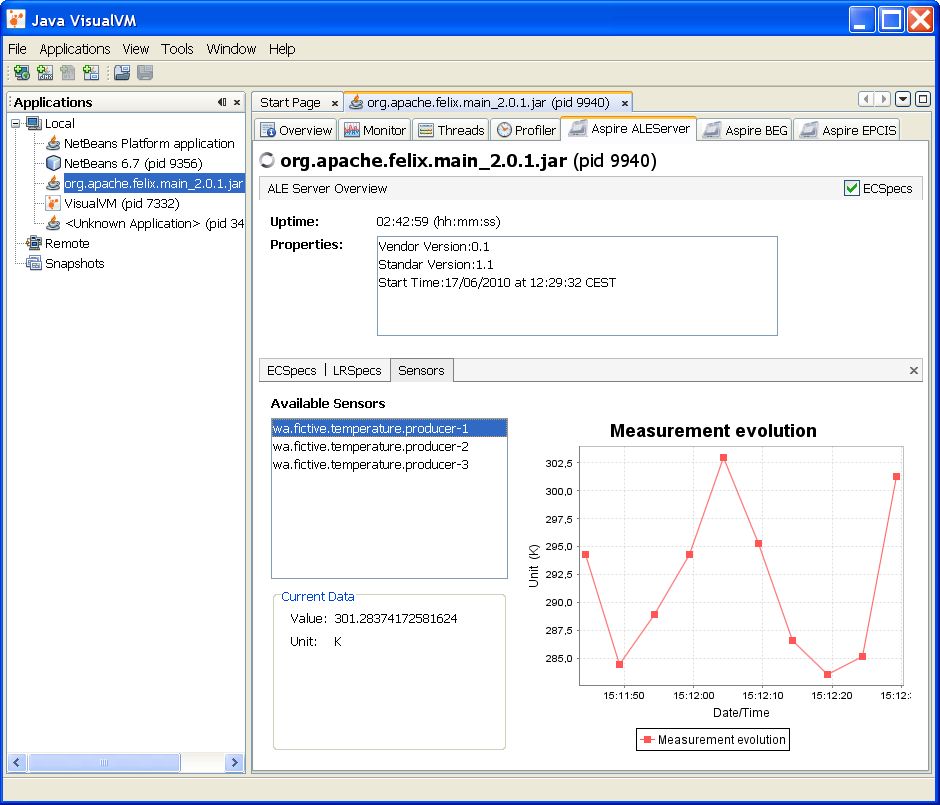 Java VisualVM
File Applications View Tools Window Help
Applications
Local
NetBeans Platform application
NetBeans 6.7 (pid 9356)
org.apache.felix.main_2.0.1.jar
VisualVM (pid 7332)
<Unknown Application> (pid 34
Remote
Snapshots
Start Page org.apache.felix.main_2.0.1.jar (pid 9940)
Overview Monitor Threads Profiler Aspire ALEServer Aspire BEG Aspire EPCIS
org.apache.felix.main_2.0.1.jar (pid 9940)
ALE Server Overview ECSpecs
Uptime: 02:42:59 (hh:mm:ss)
Properties: Vendor Version:0.1
Standar Version:1.1
Start Time:17/06/2010 at 12:29:32 CEST
ECSpecs LRSpecs Sensors
Available Sensors
wa.fictive.temperature.producer-1
wa.fictive.temperature.producer-2
wa.fictive.temperature.producer-3
Current Data
Value: 301.28374172581624
Unit: K
Measurement evolution
Unit (K)
302,5
300,0
297,5
295,0
292,5
290,0
287,5
285,0
15:11:50 15:12:00 15:12:10 15:12:20 15:12:
Date/Time
Measurement evolution